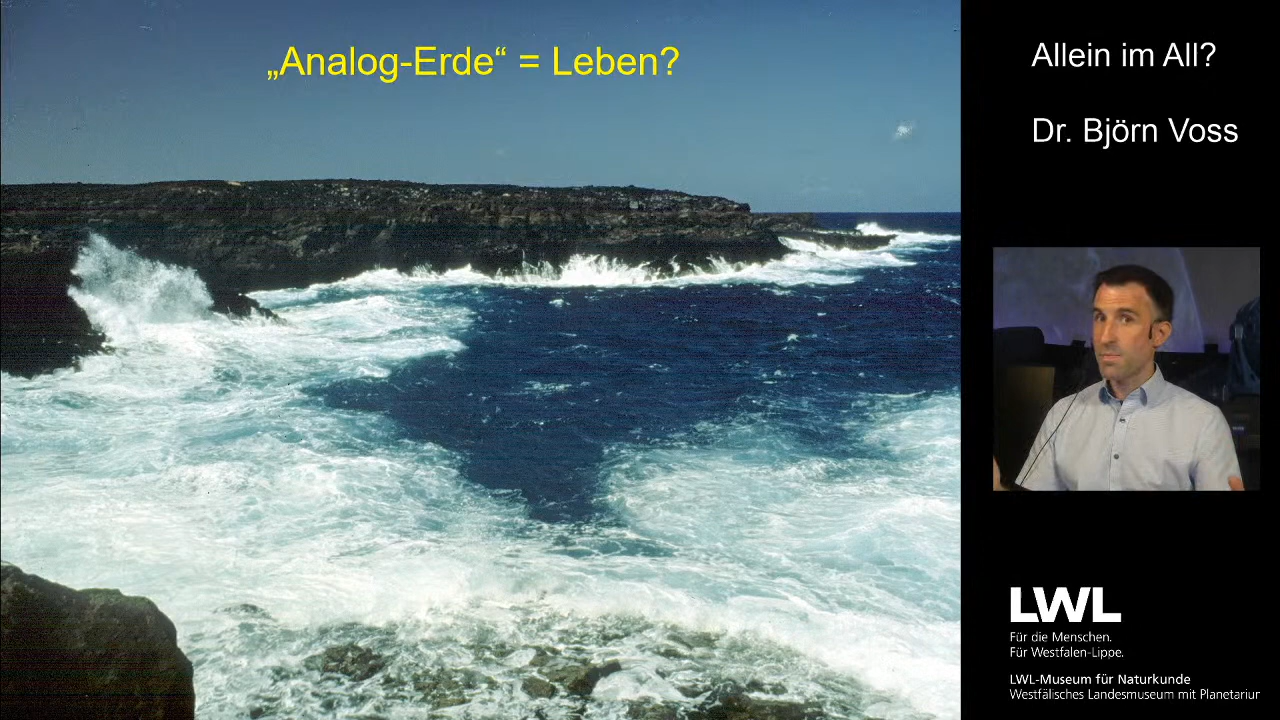 „Analog-Erde“ = Leben?
Allein im All?
Dr. Björn Voss
LWL
Für die Menschen.
Für Westfalen-Lippe.
LWL-Museum für Naturkunde
Westfälisches Landesmuseum mit Planetarium